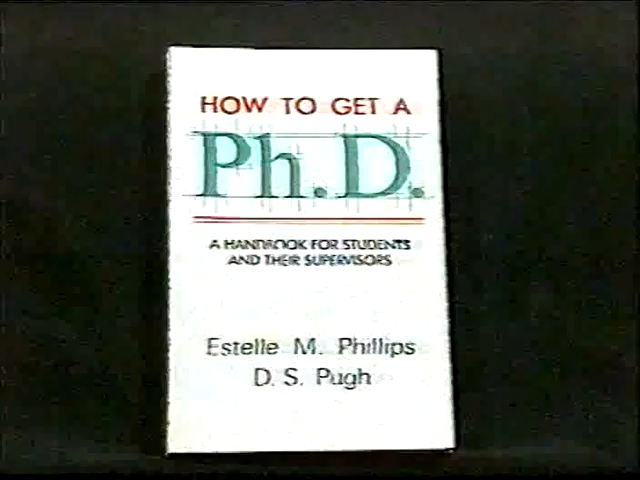 HOW TO GET A
Ph.D.
A HANDBOOK FOR STUDENTS
AND THEIR SUPERVISORS
Estelle M. Phillips
D. S. Pugh